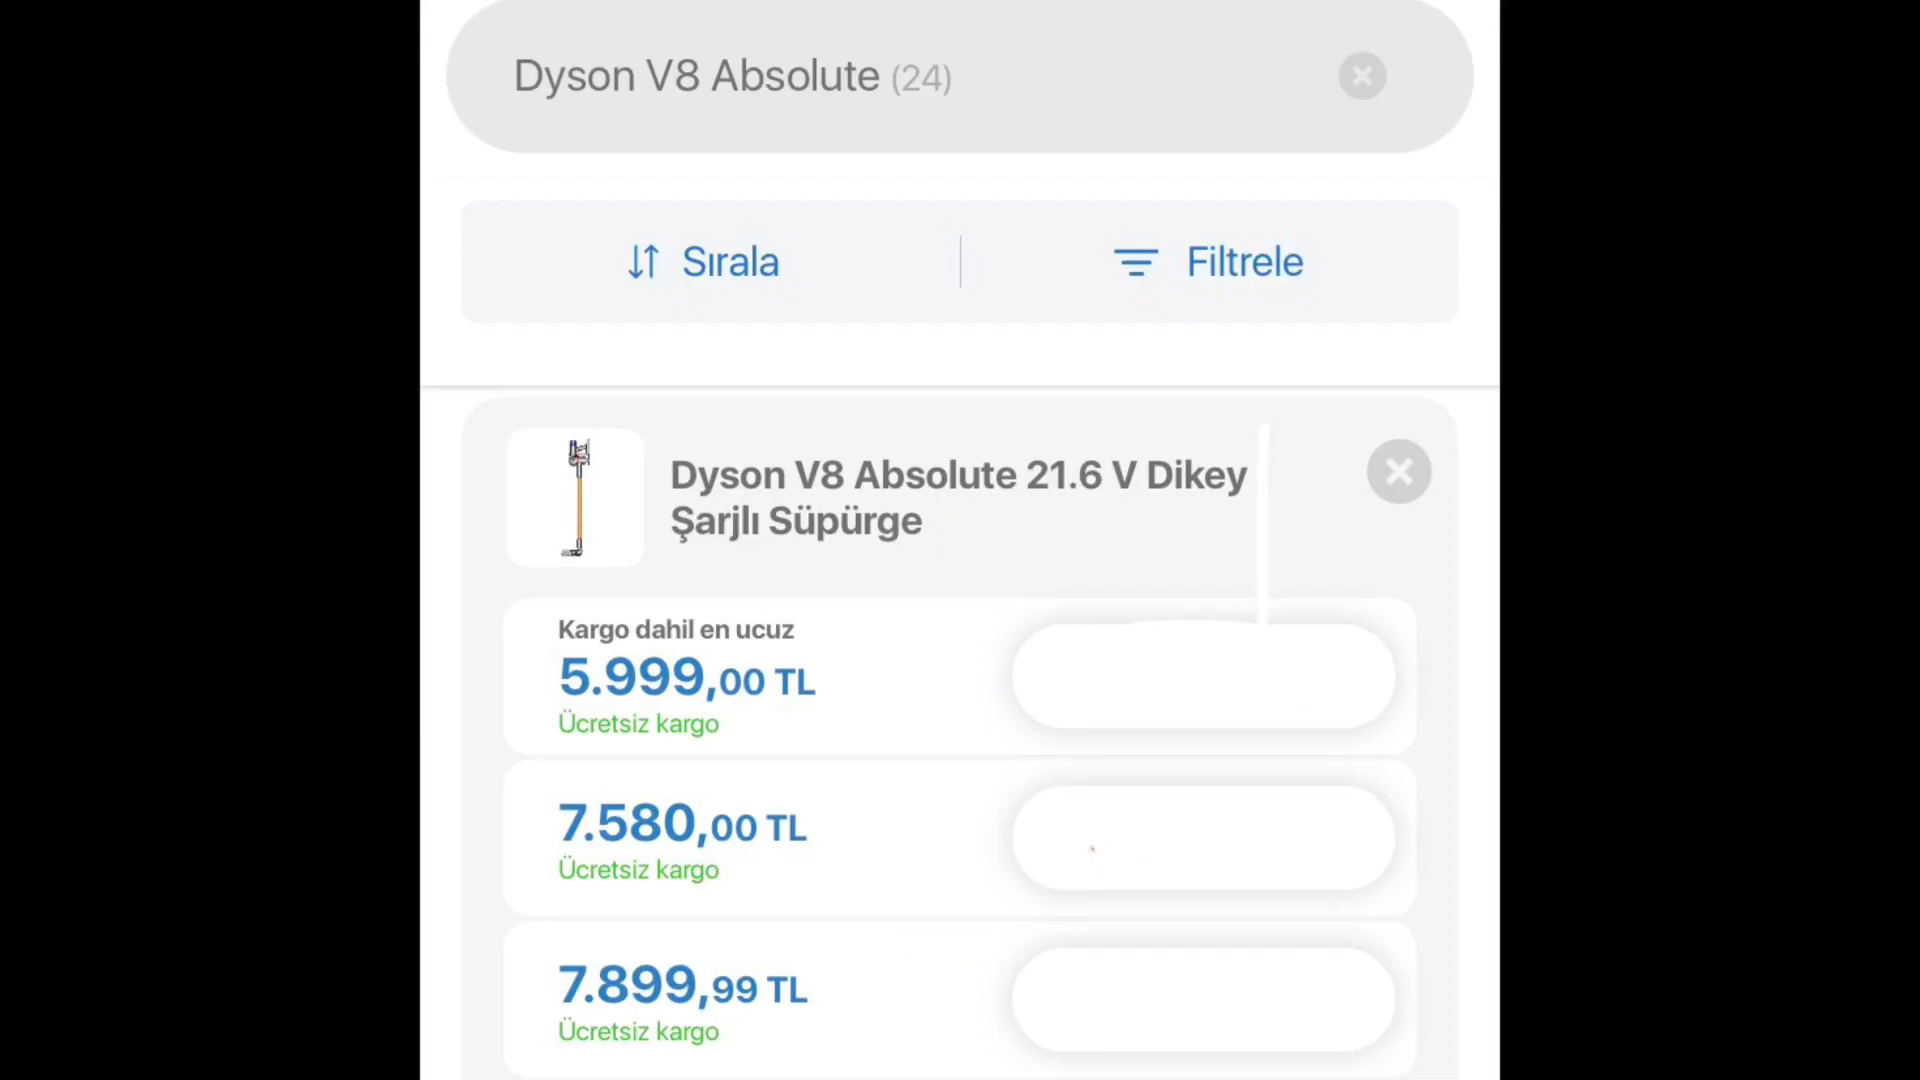 Dyson V8 Absolute (24)
Sırala
Filtrele
Dyson V8 Absolute 21.6 V Dikey
Şarjlı Süpürge
Kargo dahil en ucuz
5.999,00 TL
Ücretsiz kargo
7.580,00 TL
Ücretsiz kargo
7.899,99 TL
Ücretsiz kargo